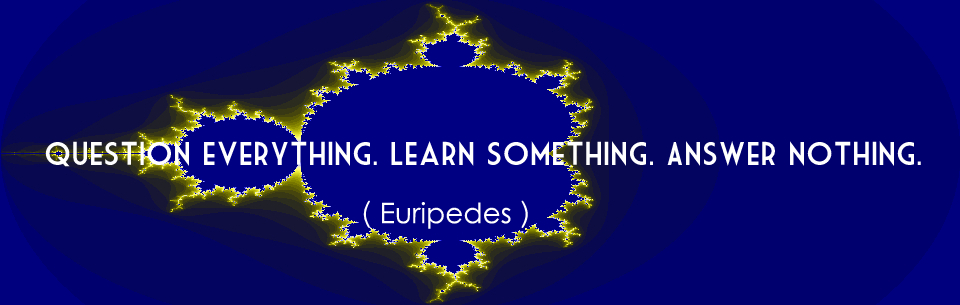 QUESTION EVERYTHING. LEARN SOMETHING. ANSWER NOTHING.
( Euripedes )